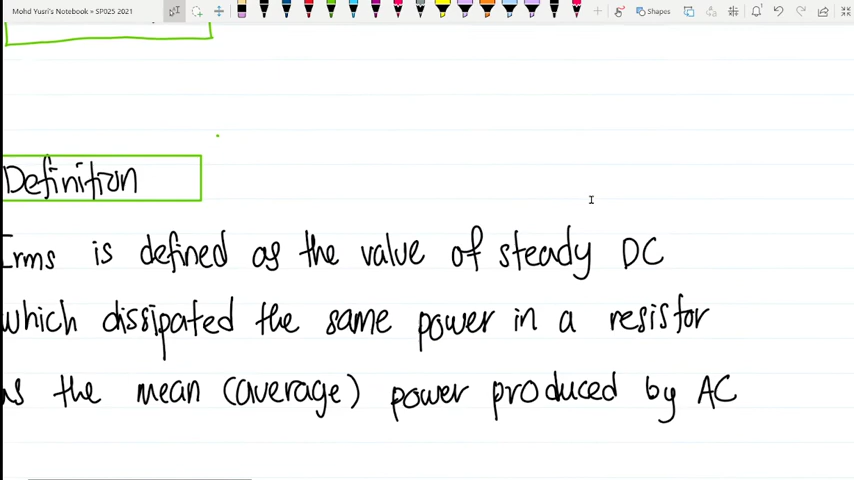 Mohd Yusri's Notebook » SP025 2021
Shapes
Definition
Irms is defined as the value of steady DC
which dissipated the same power in a resistor
as the mean (average) power produced by AC